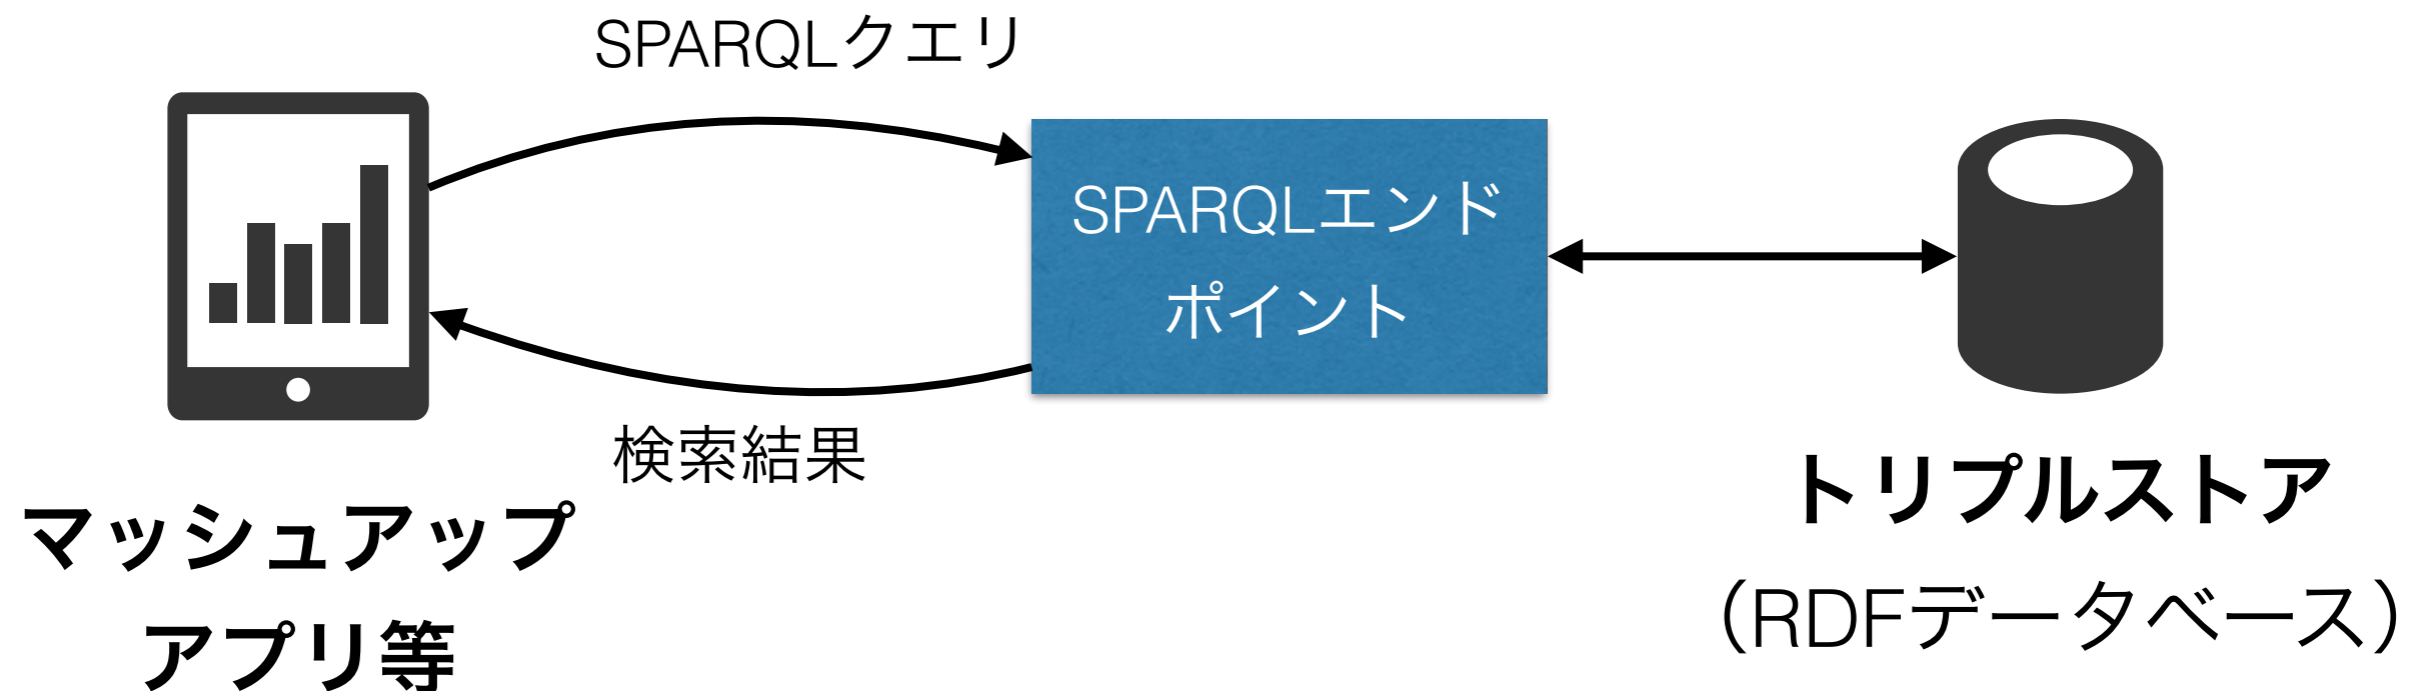 SPARQLクエリ
SPARQLエンド
ポイント
検索結果
マッシュアップ
アプリ等
トリプルストア
（RDFデータベース）